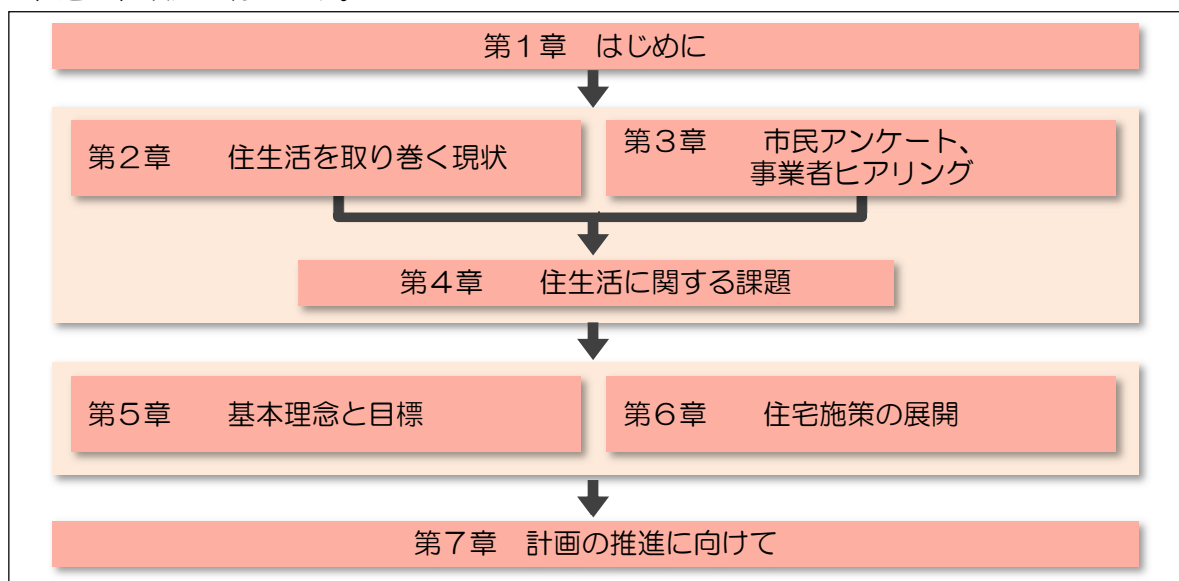 第１章　はじめに
第２章　　住生活を取り巻く現状
第３章　　市民アンケート、
事業者ヒアリング
第４章　　住生活に関する課題
第５章　　基本理念と目標
第６章　　住宅施策の展開
第７章　計画の推進に向けて